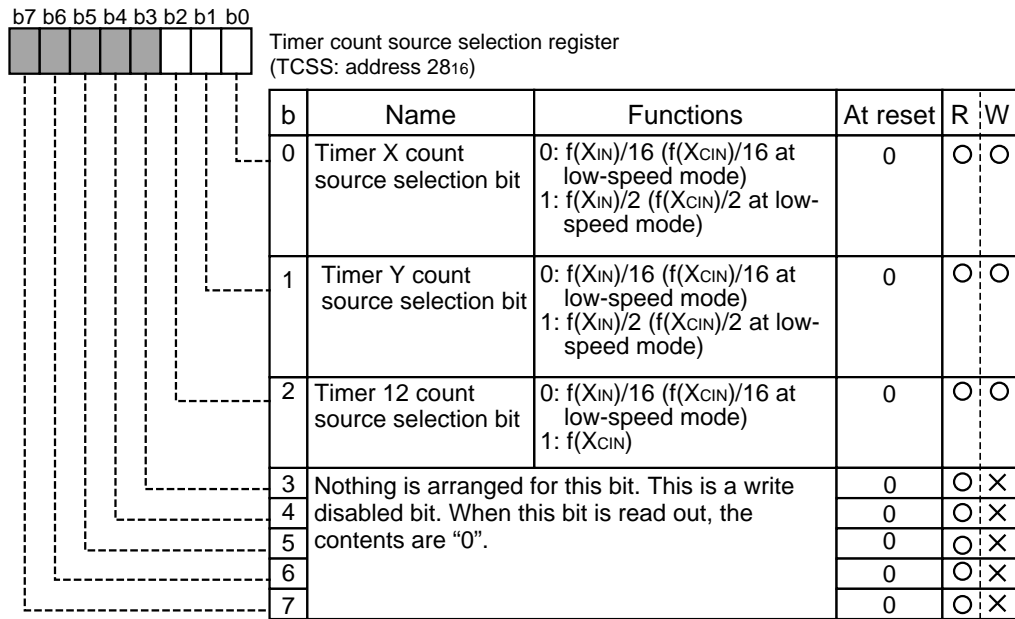 b7 b6 b5 b4 b3 b2 b1 b0
Timer count source selection register
(TCSS: address 2816)
b Name Functions At reset R W
0 Timer X count 0: f(XIN)/16 (f(XCIN)/16 at 0 O O
source selection bit low-speed mode)
1: f(XIN)/2 (f(XCIN)/2 at low-
speed mode)
1 Timer Y count 0: f(XIN)/16 (f(XCIN)/16 at 0 O O
source selection bit low-speed mode)
1: f(XIN)/2 (f(XCIN)/2 at low-
speed mode)
2 Timer 12 count 0: f(XIN)/16 (f(XCIN)/16 at 0 O O
source selection bit low-speed mode)
1: f(XCIN)
3 Nothing is arranged for this bit. This is a write 0 O ×
4 disabled bit. When this bit is read out, the 0 O ×
5 contents are “0”. 0 O ×
6 0 O ×
7 0 O ×